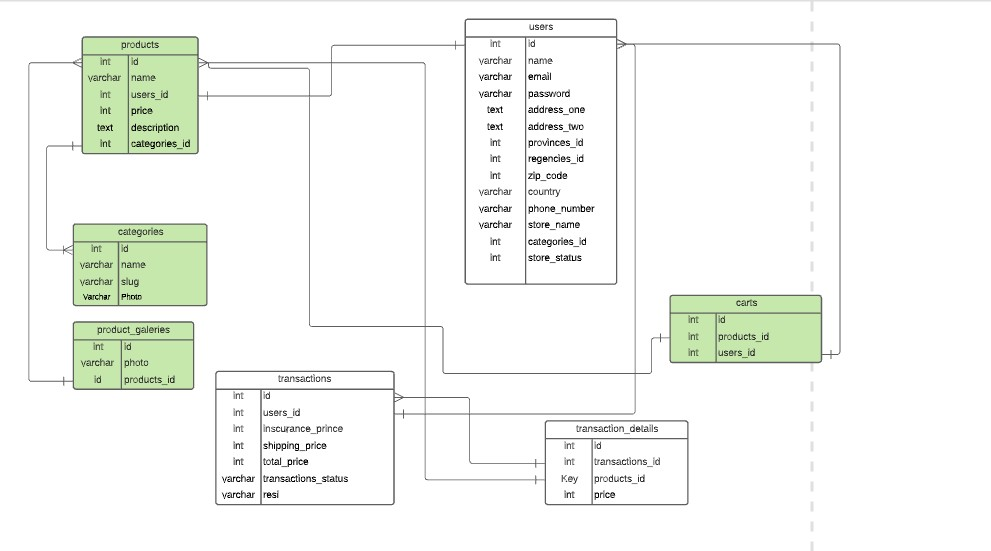 products
int id
varchar name
int users_id
int price
text description
int categories_id
users
int id
varchar name
varchar email
varchar password
text address_one
text address_two
int provinces_id
int regencies_id
int zip_code
varchar country
varchar phone_number
varchar store_name
int categories_id
int store_status
categories
int id
varchar name
varchar slug
Varchar Photo
product_galeries
int id
varchar photo
id products_id
carts
int id
int products_id
int users_id
transactions
int id
int users_id
int inscurance_prince
int shipping_price
int total_price
varchar transactions_status
varchar resi
transaction_details
int id
int transactions_id
Key products_id
int price